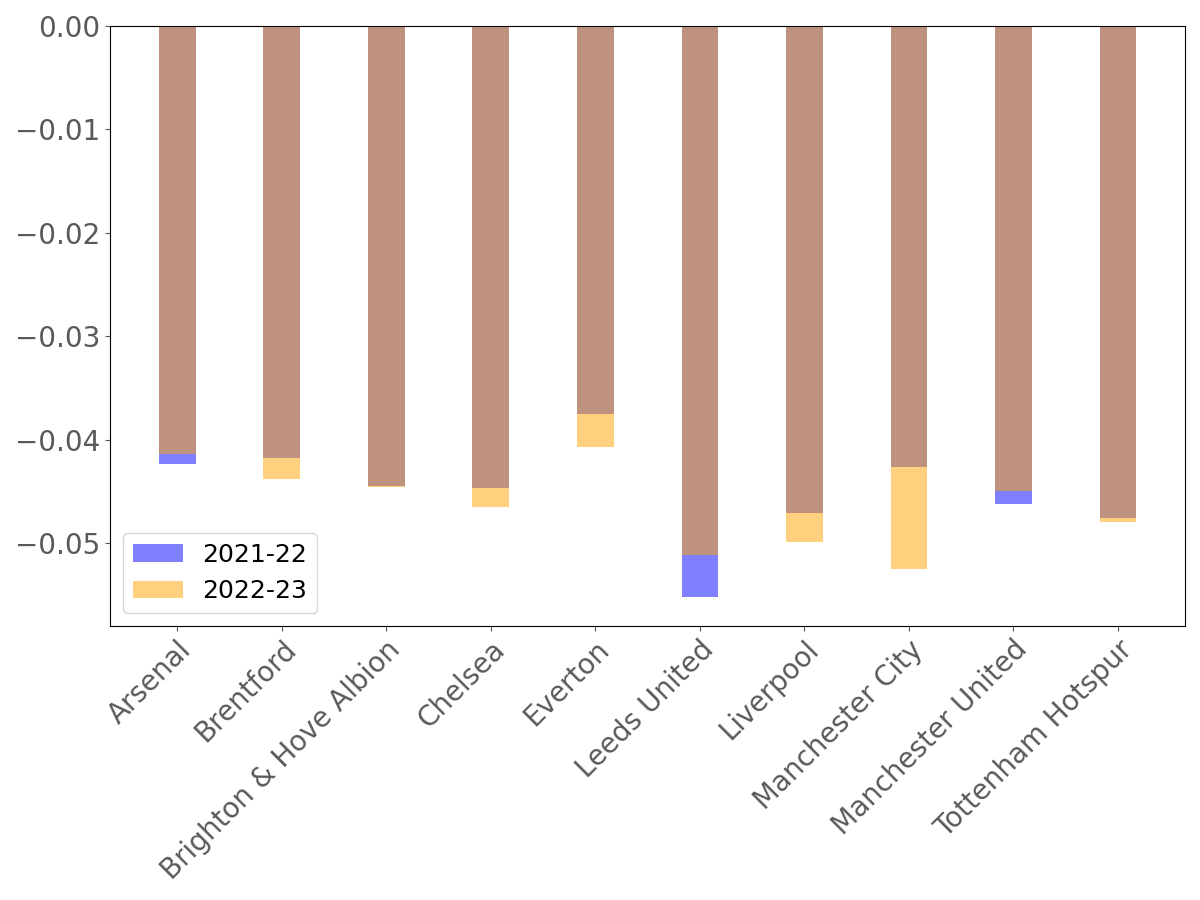 0.00
−0.01
−0.02
−0.03
−0.04
−0.05
2021-22
2022-23
Arsenal
Brentford
Brighton & Hove Albion
Chelsea
Everton
Leeds United
Liverpool
Manchester City
Manchester United
Tottenham Hotspur